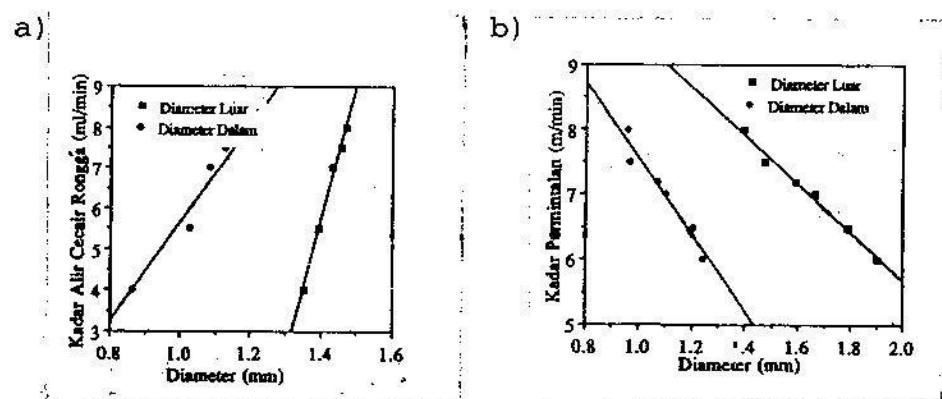 a)
Kadar Alir Cecair Rongga (ml/min)
9
8
7
6
5
4
3
Diameter Luar
Diameter Dalam
0.8 1.0 1.2 1.4 1.6
Diameter (mm)
b)
Kadar Permintalan (m/min)
9
8
7
6
5
Diameter Luar
Diameter Dalam
0.8 1.0 1.2 1.4 1.6 1.8 2.0
Diameter (mm)